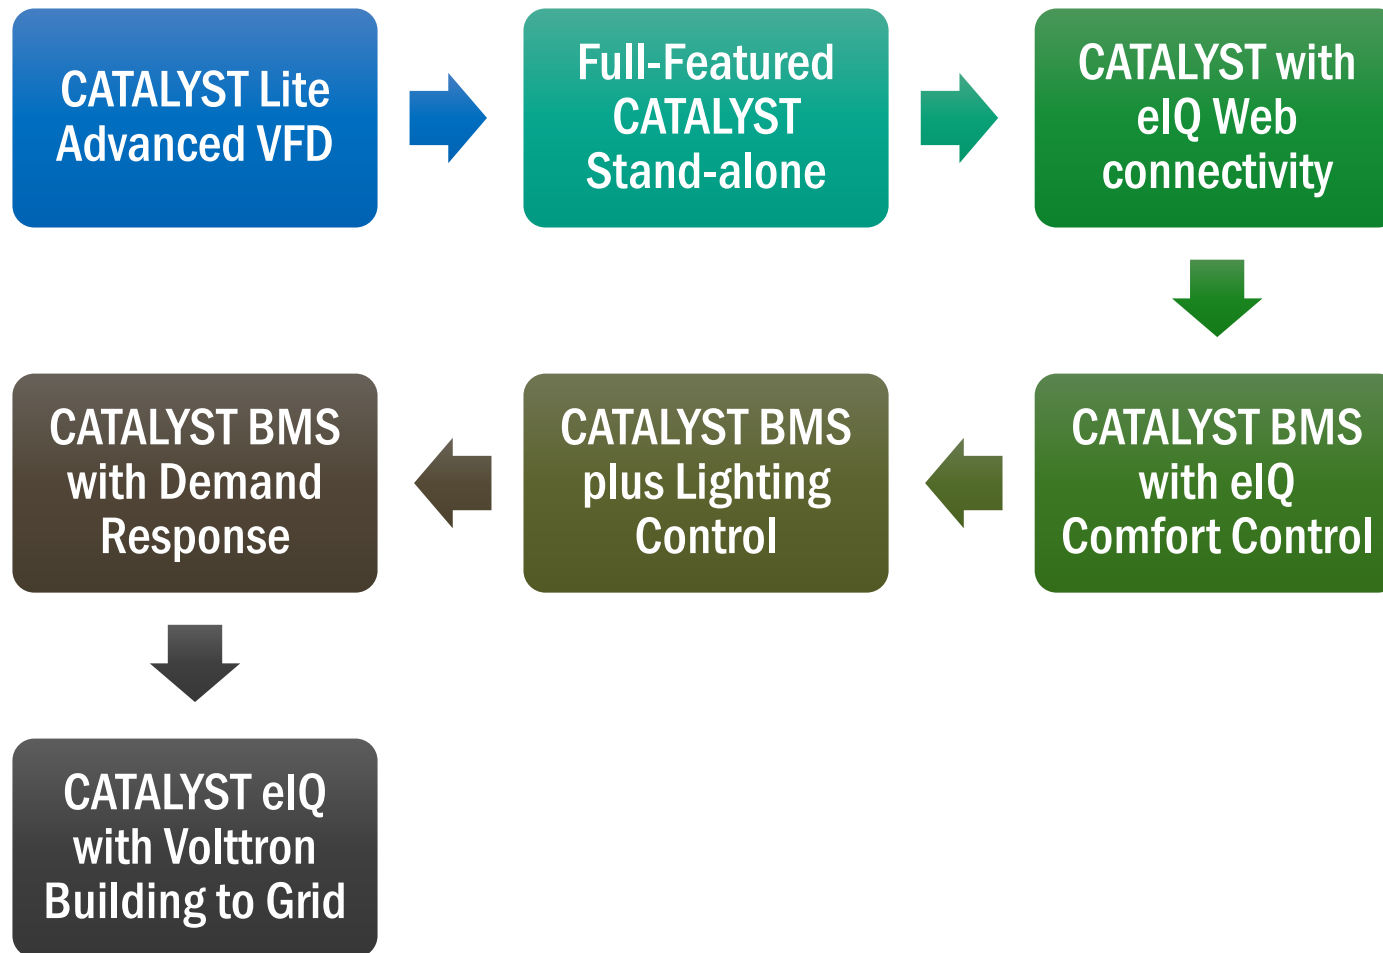 CATALYST Lite
Advanced VFD
Full-Featured
CATALYST
Stand-alone
CATALYST with
eIQ Web
connectivity
CATALYST BMS
with eIQ
Comfort Control
CATALYST BMS
plus Lighting
Control
CATALYST BMS
with Demand
Response
CATALYST eIQ
with Volttron
Building to Grid